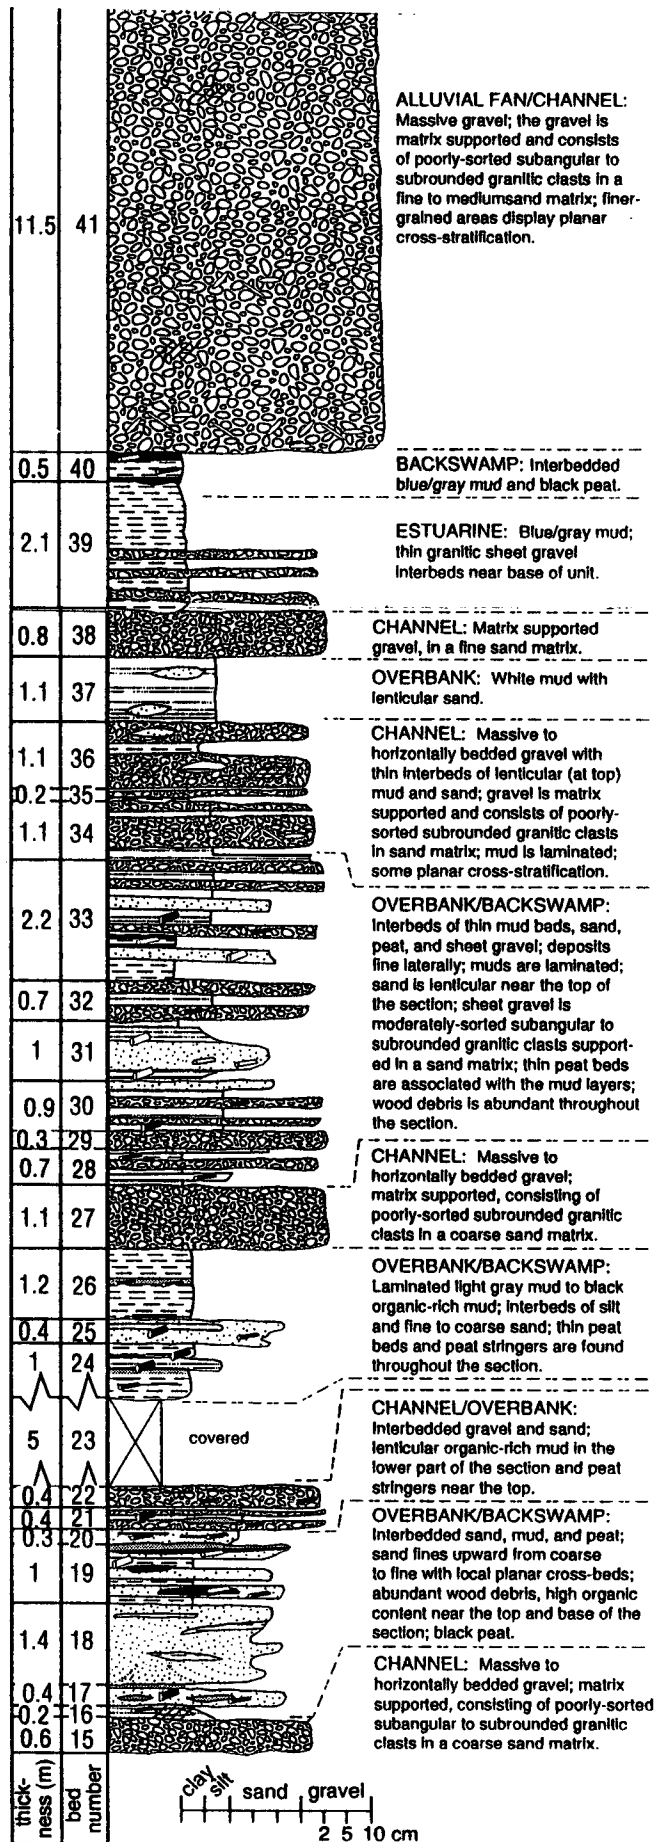 ALLUVIAL FAN/CHANNEL:
Massive gravel; the gravel is
matrix supported and consists
of poorly-sorted subangular to
subrounded granitic clasts in a
fine to mediumsand matrix; finer-
grained areas display planar
cross-stratification.
11.5 41
0.5 40
BACKSWAMP: Interbedded
blue/gray mud and black peat.
2.1 39
ESTUARINE: Blue/gray mud;
thin granitic sheet gravel
interbeds near base of unit.
0.8 38
CHANNEL: Matrix supported
gravel, in a fine sand matrix.
1.1 37
OVERBANK: White mud with
lenticular sand.
1.1 36
0.2 35
1.1 34
CHANNEL: Massive to
horizontally bedded gravel with
thin interbeds of lenticular (at top)
mud and sand; gravel is matrix
supported and consists of poorly-
sorted subrounded granitic clasts
in sand matrix; mud is laminated;
some planar cross-stratification.
2.2 33
0.7 32
1 31
0.9 30
0.3 29
0.7 28
OVERBANK/BACKSWAMP:
Interbeds of thin mud beds, sand,
peat, and sheet gravel; deposits
fine laterally; muds are laminated;
sand is lenticular near the top of
the section; sheet gravel is
moderately-sorted subangular to
subrounded granitic clasts support-
ed in a sand matrix; thin peat beds
are associated with the mud layers;
wood debris is abundant throughout
the section.
1.1 27
CHANNEL: Massive to
horizontally bedded gravel;
matrix supported, consisting of
poorly-sorted subrounded granitic
clasts in a coarse sand matrix.
1.2 26
0.4 25
1 24
OVERBANK/BACKSWAMP:
Laminated light gray mud to black
organic-rich mud; interbeds of silt
and fine to coarse sand; thin peat
beds and peat stringers are found
throughout the section.
5 23
covered
0.4 22
0.4 21
CHANNEL/OVERBANK:
Interbedded gravel and sand;
lenticular organic-rich mud in the
lower part of the section and peat
stringers near the top.
0.3 20
1 19
1.4 18
0.4 17
0.2 16
OVERBANK/BACKSWAMP:
Interbedded sand, mud, and peat;
sand fines upward from coarse
to fine with local planar cross-beds;
abundant wood debris, high organic
content near the top and base of the
section; black peat.
0.6 15
CHANNEL: Massive to
horizontally bedded gravel; matrix
supported, consisting of poorly-sorted
subangular to subrounded granitic
clasts in a coarse sand matrix.
thick-
ness (m)
bed
number
clay
silt
sand
gravel
2 5 10 cm